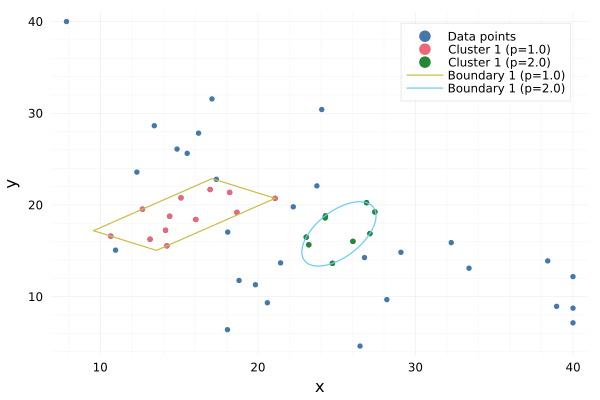 40
30
20
10
y
10
20
30
40
x
Data points
Cluster 1 (p=1.0)
Cluster 1 (p=2.0)
Boundary 1 (p=1.0)
Boundary 1 (p=2.0)